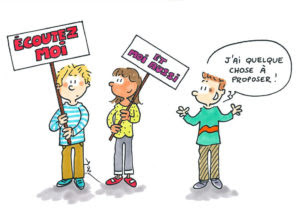 ÉCOUTEZ
MOI
ET
MOI AUSSI
J'AI QUELQUE
CHOSE À
PROPOSER !